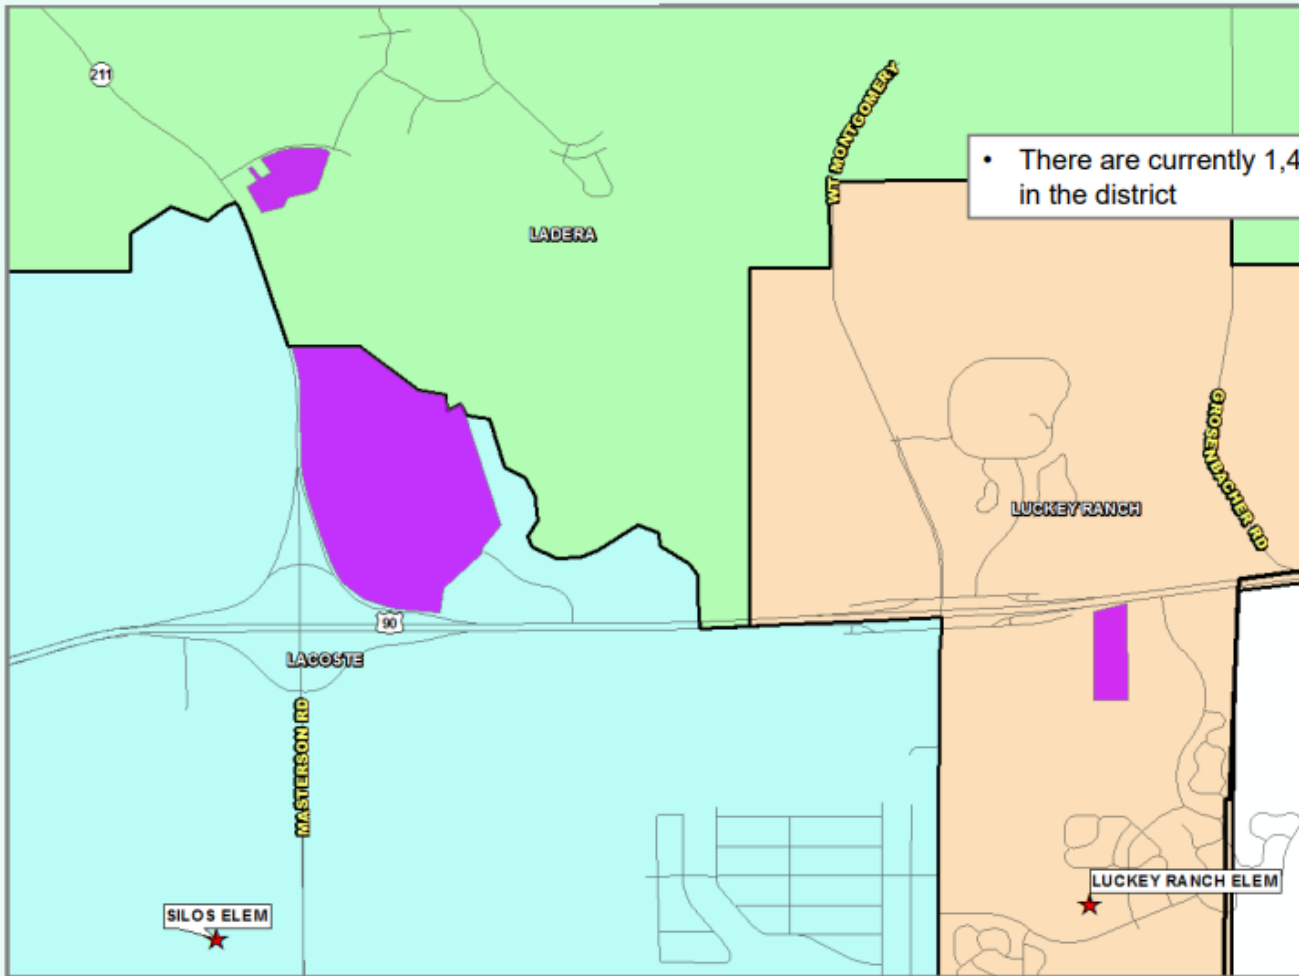 211
WT MONTGOMERY
• There are currently 1,4
in the district
LADERA
GROSENBACHER RD
LUCKEY RANCH
90
LACOSTE
MASTERSON RD
LUCKEY RANCH ELEM
SILOS ELEM